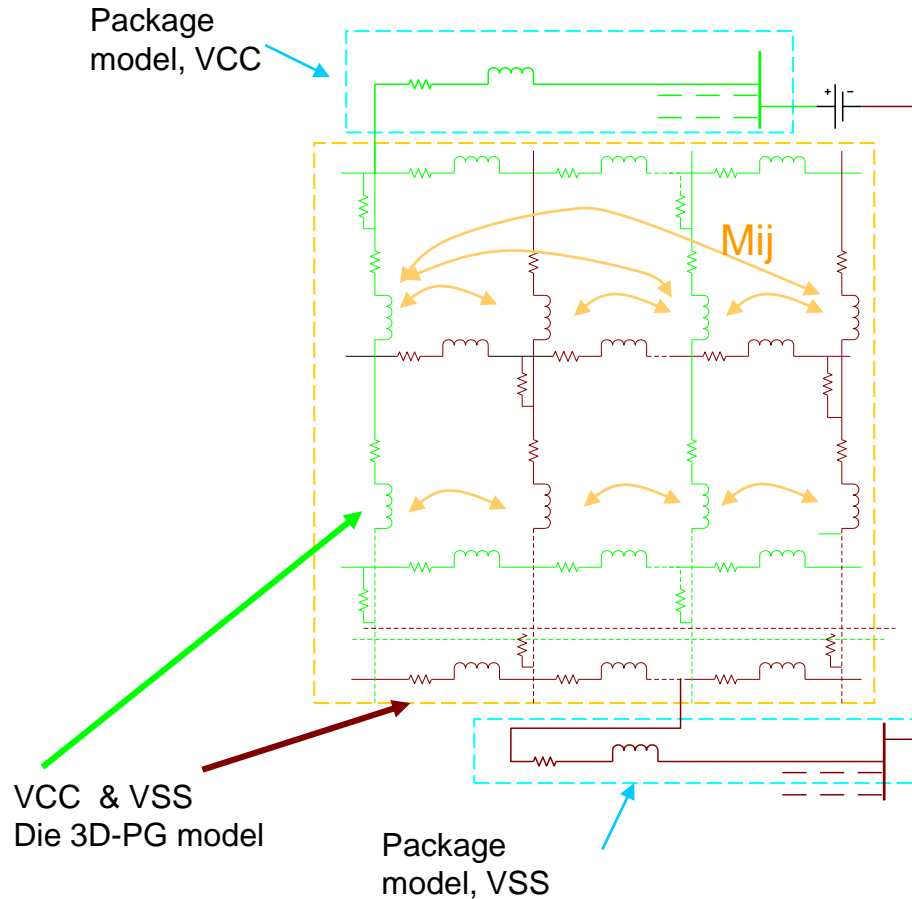 Package
model, VCC
+ -
Mij
VCC & VSS
Die 3D-PG model
Package
model, VSS